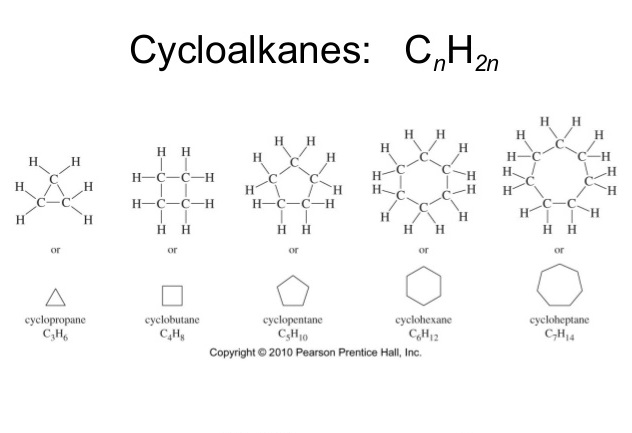 Cycloalkanes: CₙH₂ₙ
H H
C
H H
C—C
H H
H H
H—C—C—H
H—C—C—H
H H
H H
H C H
C C
H H
H—C—C—H
H H
H H
H C H
H—C C—H
H—C C—H
H C H
H H
H H
H C H
H—C C—H
H C C H
H H
H—C—C—H
H H
or or or or or
cyclopropane cyclobutane cyclopentane cyclohexane cycloheptane
C₃H₆ C₄H₈ C₅H₁₀ C₆H₁₂ C₇H₁₄
Copyright © 2010 Pearson Prentice Hall, Inc.